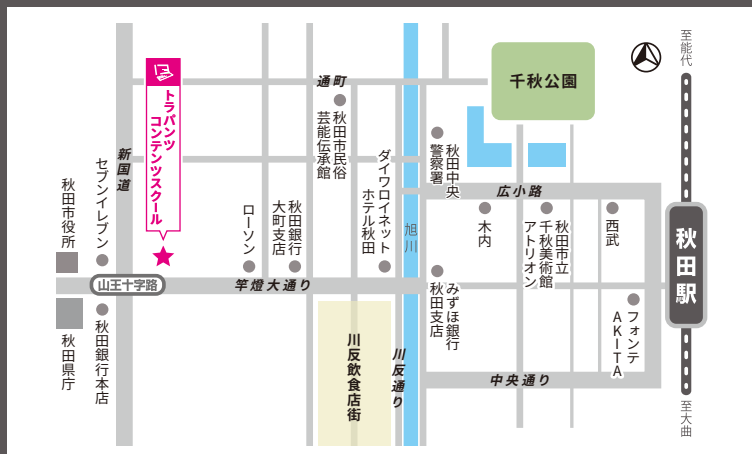 至能代
千秋公園
通町
トラパンツ
コンテンツスクール
新国道
セブンイレブン
秋田市役所
山王十字路
秋田県庁
秋田銀行本店
ローソン
秋田銀行
大町支店
竿燈大通り
秋田市民俗
芸能伝承館
ダイワロイネット
ホテル秋田
旭川
秋田中央
警察署
広小路
木内
秋田市立
千秋美術館
アトリオン
西武
秋田駅
みずほ銀行
秋田支店
フォンテ
AKITA
川反飲食店街
川反通り
中央通り
至大曲